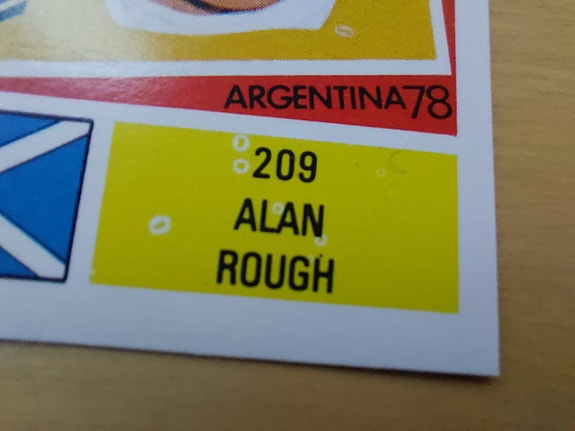 ARGENTINA78
209
ALAN
ROUGH